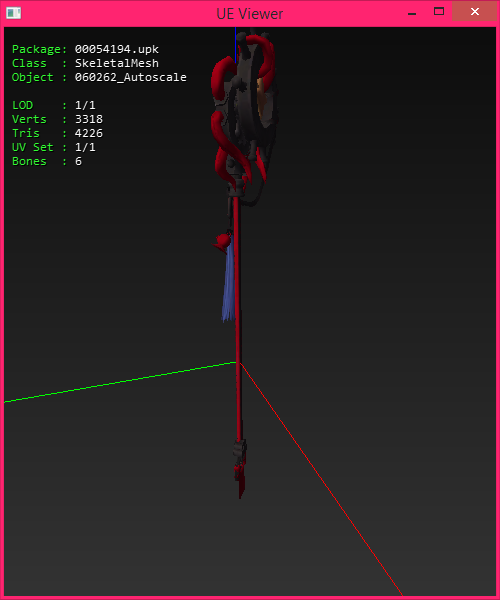 UE Viewer
Package: 00054194.upk
Class  : SkeletalMesh
Object : 060262_Autoscale
LOD    : 1/1
Verts  : 3318
Tris   : 4226
UV Set : 1/1
Bones  : 6